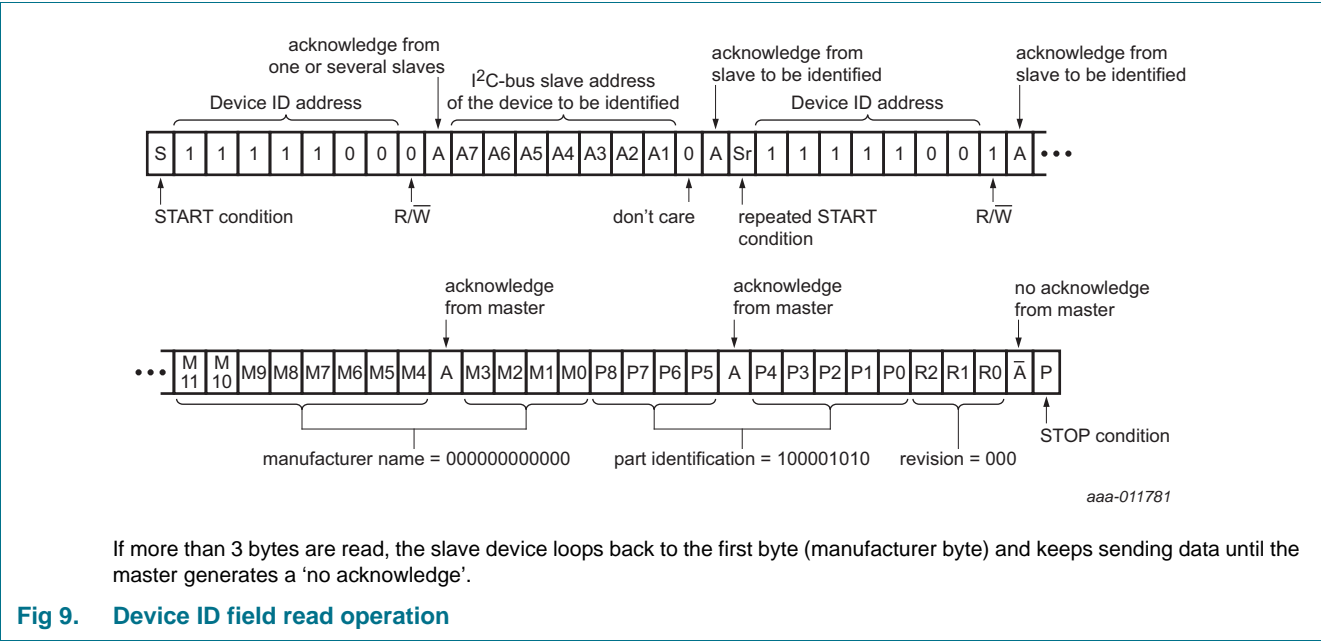 acknowledge from
one or several slaves
I2C-bus slave address
of the device to be identified
acknowledge from
slave to be identified
acknowledge from
slave to be identified
Device ID address
Device ID address
S 1 1 1 1 1 0 0 0 A A7 A6 A5 A4 A3 A2 A1 0 A Sr 1 1 1 1 1 0 0 1 A •••
START condition
R/W̅
don't care
repeated START
condition
R/W̅
acknowledge
from master
acknowledge
from master
no acknowledge
from master
••• M11 M10 M9 M8 M7 M6 M5 M4 A M3 M2 M1 M0 P8 P7 P6 P5 A P4 P3 P2 P1 P0 R2 R1 R0 A̅ P
STOP condition
manufacturer name = 000000000000
part identification = 100001010
revision = 000
aaa-011781
If more than 3 bytes are read, the slave device loops back to the first byte (manufacturer byte) and keeps sending data until the
master generates a ‘no acknowledge’.
Fig 9. Device ID field read operation